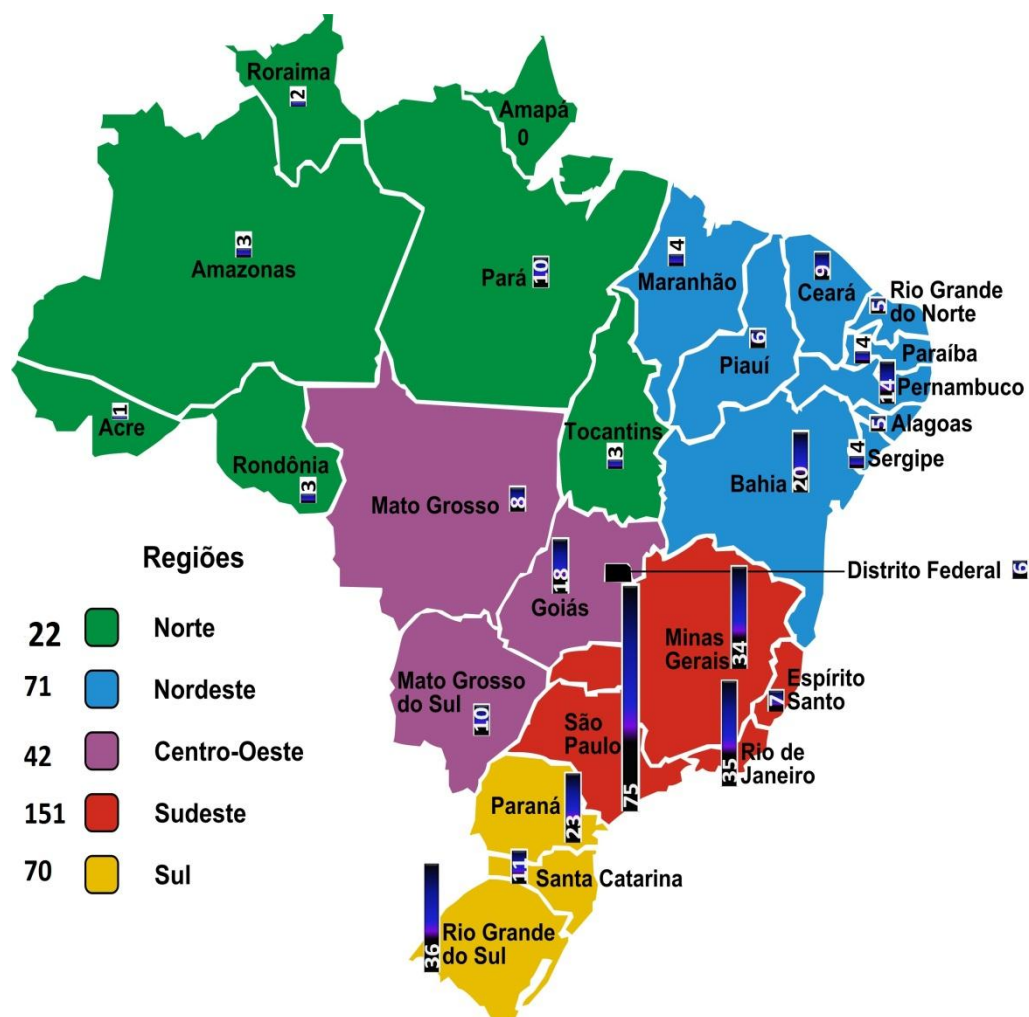 Roraima
2
Amapá
0
3
Amazonas
Pará
10
4
Maranhão
9
Ceará
Rio Grande
do Norte
5
6
Piauí
4
Paraíba
14
Pernambuco
1
Acre
Tocantins
3
5
Alagoas
4
Sergipe
Rondônia
3
Bahia
20
Mato Grosso
8
18
Goiás
Distrito Federal
6
Regiões
22
Norte
71
Nordeste
42
Centro-Oeste
151
Sudeste
70
Sul
Minas
Gerais
34
Mato Grosso
do Sul
10
Espírito
Santo
7
São
Paulo
75
Rio de
Janeiro
35
Paraná
23
11
Santa Catarina
Rio Grande
do Sul
36